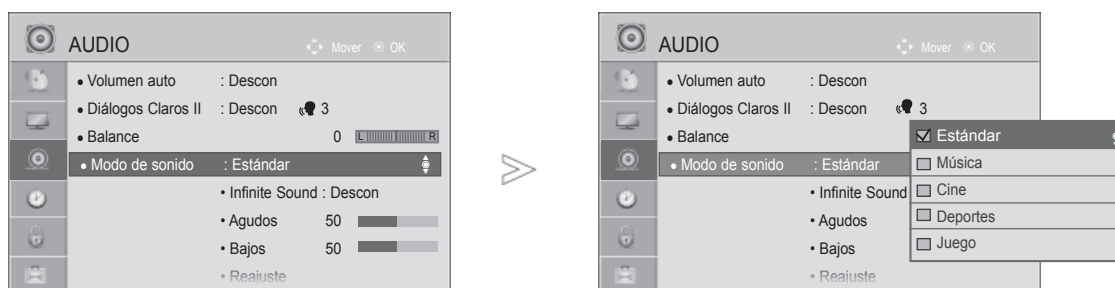 AUDIO
Mover OK
• Volumen auto : Descon
• Diálogos Claros II : Descon 3
• Balance 0 L R
• Modo de sonido : Estándar
• Infinite Sound : Descon
• Agudos 50
• Bajos 50
• Reajuste
AUDIO
Mover OK
• Volumen auto : Descon
• Diálogos Claros II : Descon 3
• Balance
• Modo de sonido : Estándar
• Infinite Sound
• Agudos
• Bajos
• Reajuste
Estándar
Música
Cine
Deportes
Juego